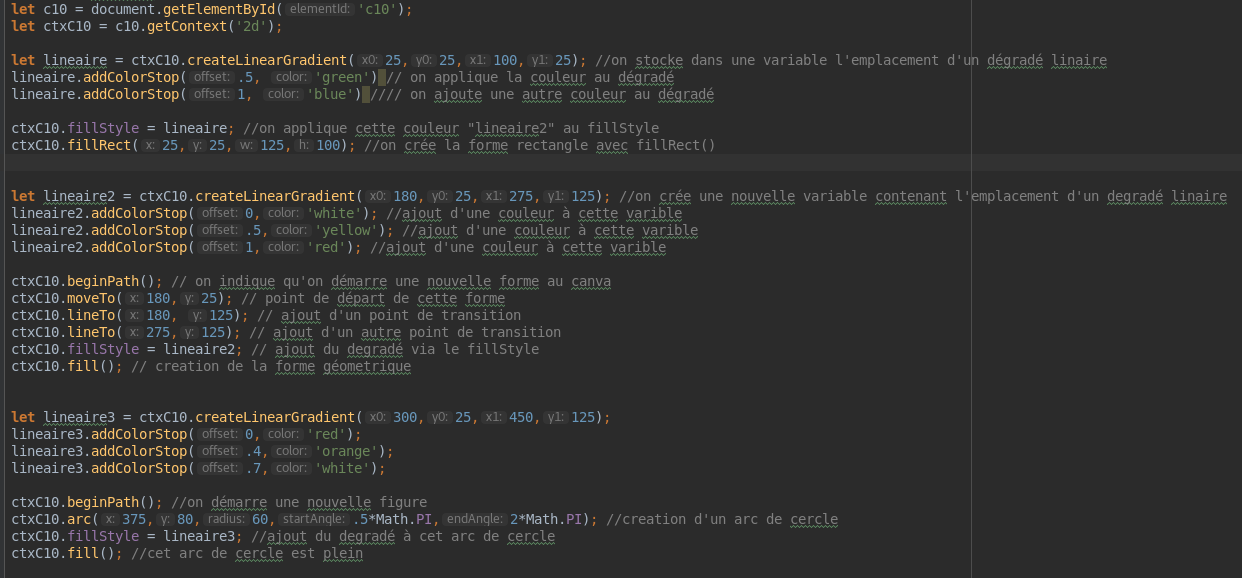 let c10 = document.getElementById( elementId: 'c10');
let ctxC10 = c10.getContext('2d');
let lineaire = ctxC10.createLinearGradient( x0: 25, y0: 25, x1: 100, y1: 25); //on stocke dans une variable l'emplacement d'un dégradé linaire
lineaire.addColorStop( offset: .5, color: 'green') // on applique la couleur au dégradé
lineaire.addColorStop( offset: 1, color: 'blue') //// on ajoute une autre couleur au dégradé
ctxC10.fillStyle = lineaire; //on applique cette couleur "lineaire2" au fillStyle
ctxC10.fillRect( x: 25, y: 25, w: 125, h: 100); //on crée la forme rectangle avec fillRect()
let lineaire2 = ctxC10.createLinearGradient( x0: 180, y0: 25, x1: 275, y1: 125); //on crée une nouvelle variable contenant l'emplacement d'un degradé linaire
lineaire2.addColorStop( offset: 0, color: 'white'); //ajout d'une couleur à cette varible
lineaire2.addColorStop( offset: .5, color: 'yellow'); //ajout d'une couleur à cette varible
lineaire2.addColorStop( offset: 1, color: 'red'); //ajout d'une couleur à cette varible
ctxC10.beginPath(); // on indique qu'on démarre une nouvelle forme au canva
ctxC10.moveTo( x: 180, y: 25); // point de départ de cette forme
ctxC10.lineTo( x: 180, y: 125); // ajout d'un point de transition
ctxC10.lineTo( x: 275, y: 125); // ajout d'un autre point de transition
ctxC10.fillStyle = lineaire2; // ajout du degradé via le fillStyle
ctxC10.fill(); // creation de la forme géometrique
let lineaire3 = ctxC10.createLinearGradient( x0: 300, y0: 25, x1: 450, y1: 125);
lineaire3.addColorStop( offset: 0, color: 'red');
lineaire3.addColorStop( offset: .4, color: 'orange');
lineaire3.addColorStop( offset: .7, color: 'white');
ctxC10.beginPath(); //on démarre une nouvelle figure
ctxC10.arc( x: 375, y: 80, radius: 60, startAngle: .5*Math.PI, endAngle: 2*Math.PI); //creation d'un arc de cercle
ctxC10.fillStyle = lineaire3; //ajout du degradé à cet arc de cercle
ctxC10.fill(); //cet arc de cercle est plein